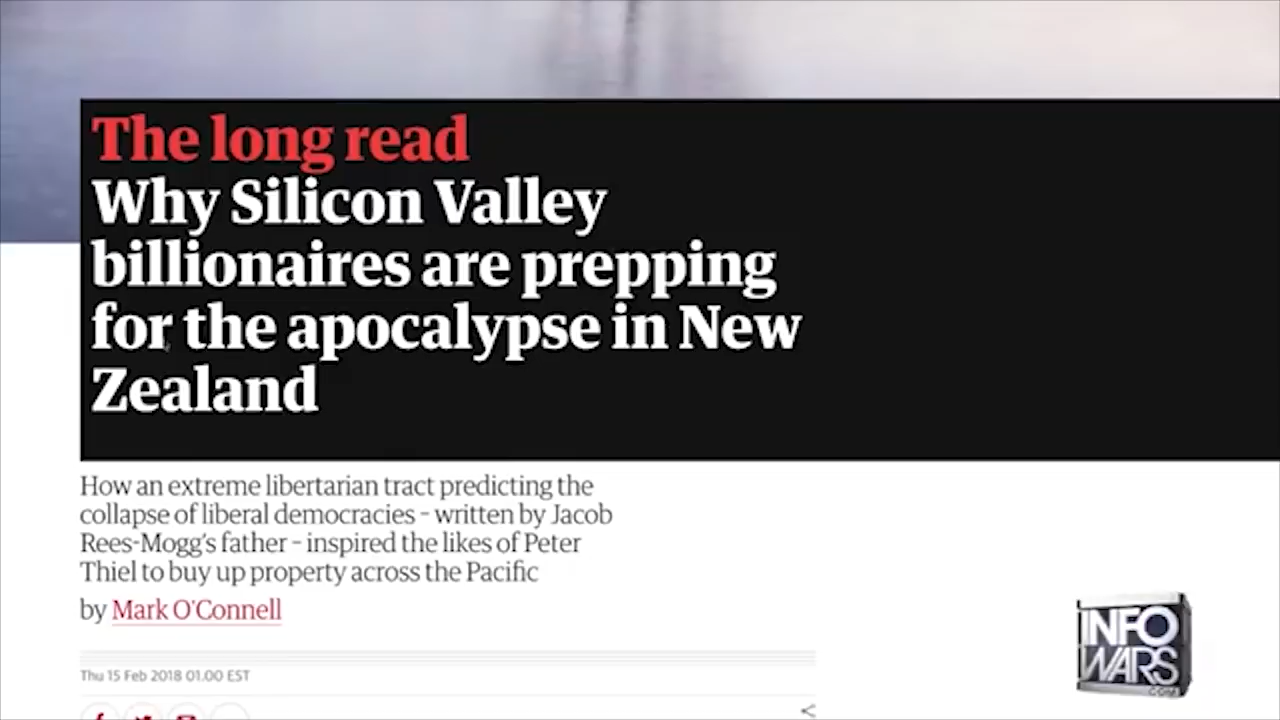 The long read
Why Silicon Valley
billionaires are prepping
for the apocalypse in New
Zealand
How an extreme libertarian tract predicting the
collapse of liberal democracies – written by Jacob
Rees-Mogg's father – inspired the likes of Peter
Thiel to buy up property across the Pacific
by Mark O'Connell
Thu 15 Feb 2018 01.00 EST
INFO
WARS
.COM